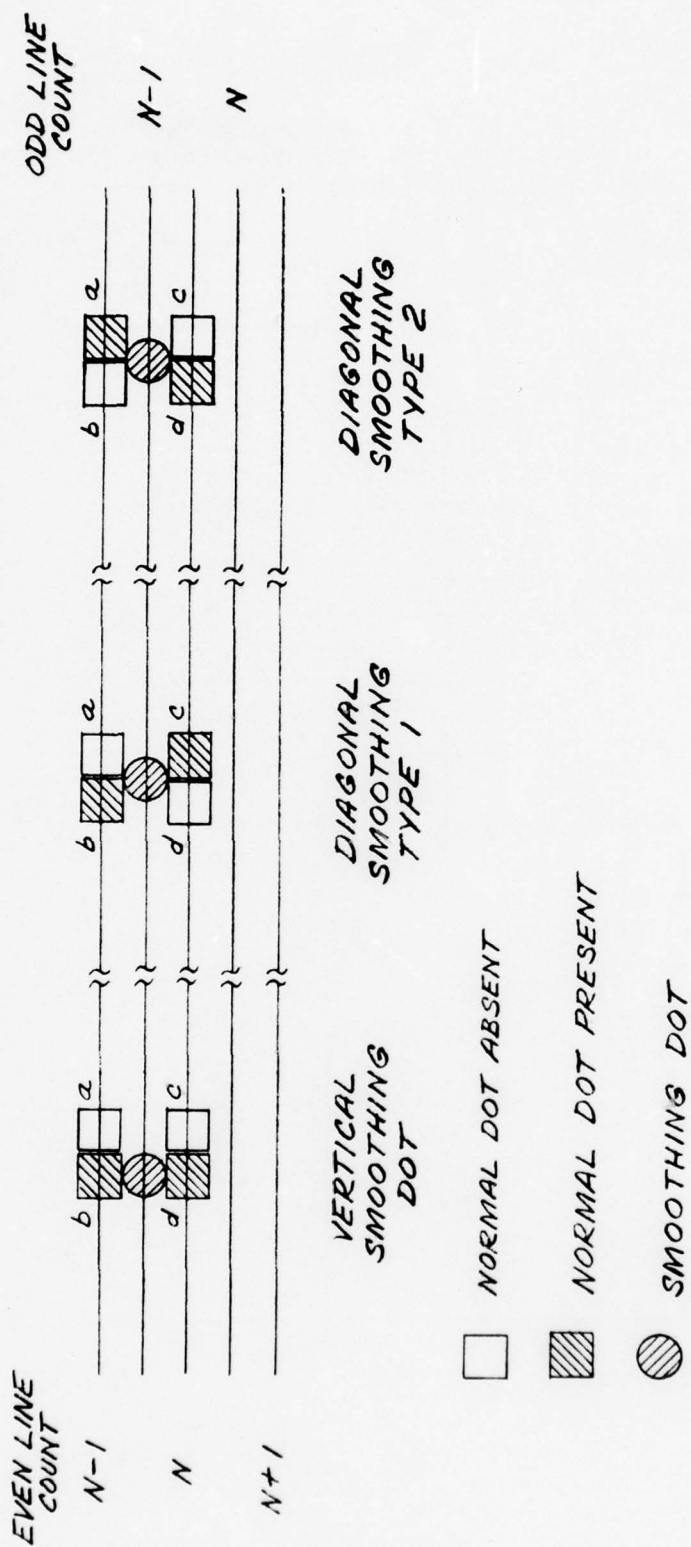 EVEN LINE
COUNT
ODD LINE
COUNT
N-1
N
N+1
N-1
N
b a
d c
b a
d c
b a
d c
VERTICAL
SMOOTHING
DOT
DIAGONAL
SMOOTHING
TYPE 1
DIAGONAL
SMOOTHING
TYPE 2
NORMAL DOT ABSENT
NORMAL DOT PRESENT
SMOOTHING DOT